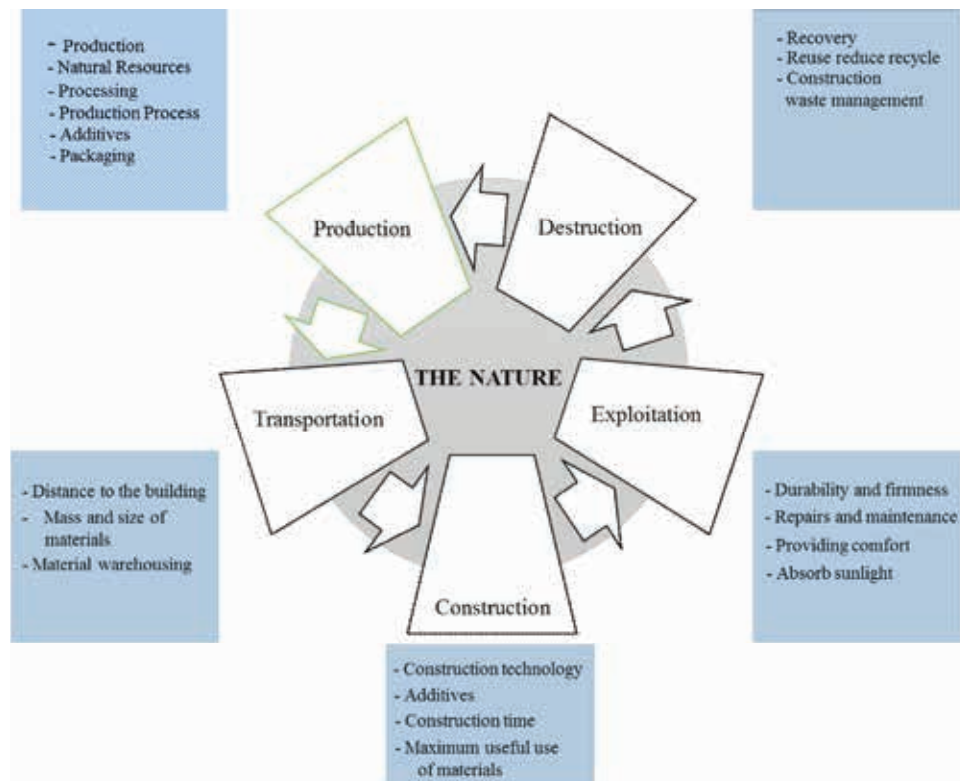 - Production
- Natural Resources
- Processing
- Production Process
- Additives
- Packaging
- Recovery
- Reuse reduce recycle
- Construction
waste management
Production
Destruction
THE NATURE
Transportation
Exploitation
Construction
- Distance to the building
- Mass and size of
materials
- Material warehousing
- Durability and firmness
- Repairs and maintenance
- Providing comfort
- Absorb sunlight
- Construction technology
- Additives
- Construction time
- Maximum useful use
of materials